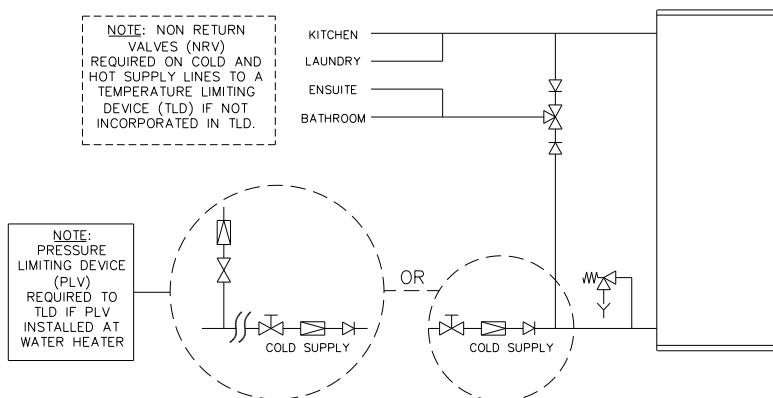 NOTE: NON RETURN
VALVES (NRV)
REQUIRED ON COLD AND
HOT SUPPLY LINES TO A
TEMPERATURE LIMITING
DEVICE (TLD) IF NOT
INCORPORATED IN TLD.
KITCHEN
LAUNDRY
ENSUITE
BATHROOM
NOTE:
PRESSURE
LIMITING DEVICE
(PLV)
REQUIRED TO
TLD IF PLV
INSTALLED AT
WATER HEATER
OR
COLD SUPPLY
COLD SUPPLY